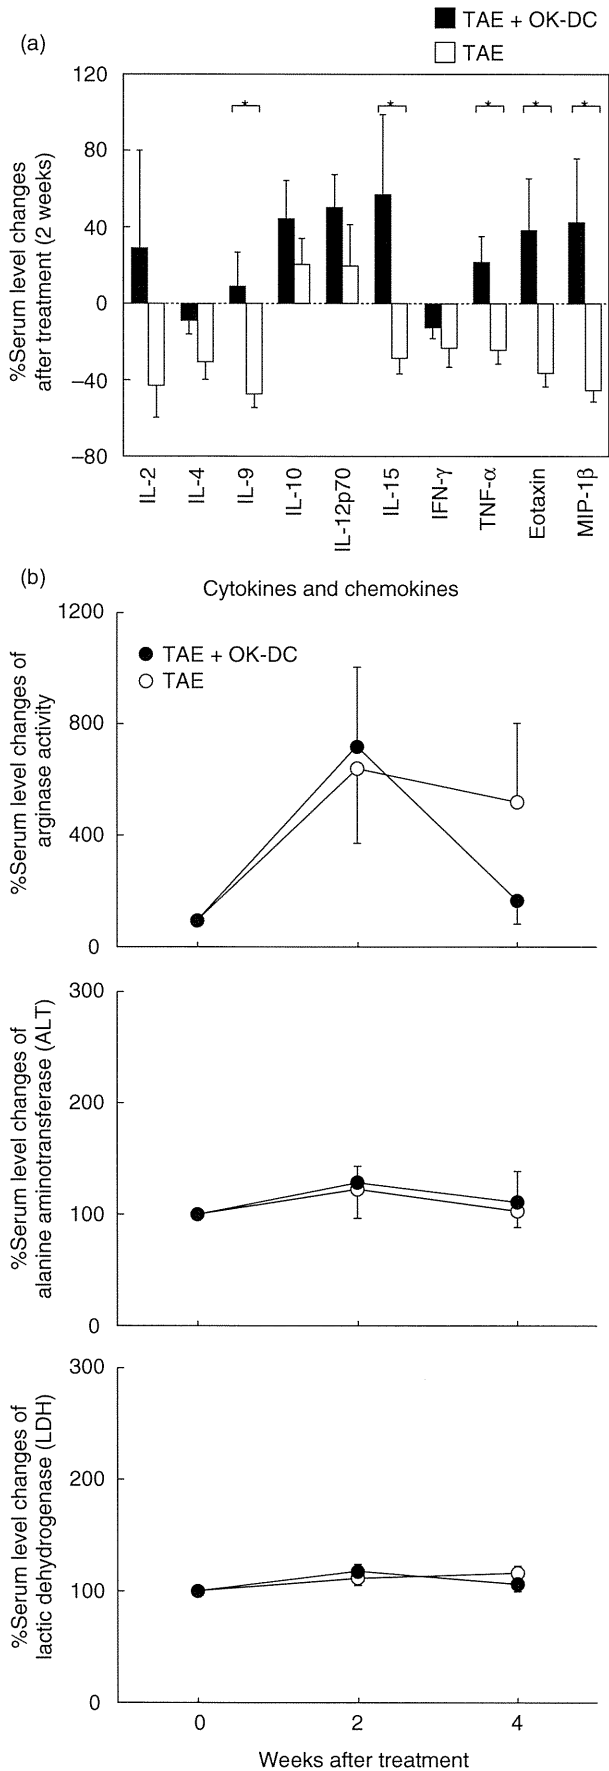 (a)
TAE + OK-DC
TAE
%Serum level changes
after treatment (2 weeks)
120
80
40
0
−40
−80
* * * * *
IL-2
IL-4
IL-9
IL-10
IL-12p70
IL-15
IFN-γ
TNF-α
Eotaxin
MIP-1β
Cytokines and chemokines
(b)
%Serum level changes of
arginase activity
1200
800
400
0
TAE + OK-DC
TAE
%Serum level changes of
alanine aminotransferase (ALT)
300
200
100
0
%Serum level changes of
lactic dehydrogenase (LDH)
300
200
100
0
0 2 4
Weeks after treatment